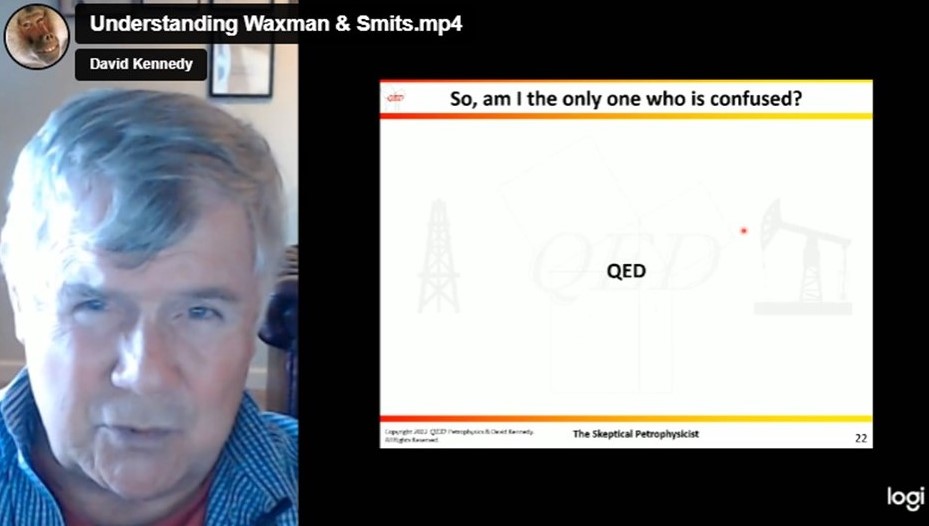 Understanding Waxman & Smits.mp4
David Kennedy
QED
So, am I the only one who is confused?
QED
QED
Copyright 2022 QED Petrophysics & David Kennedy.
All Rights Reserved.
The Skeptical Petrophysicist
22
logi